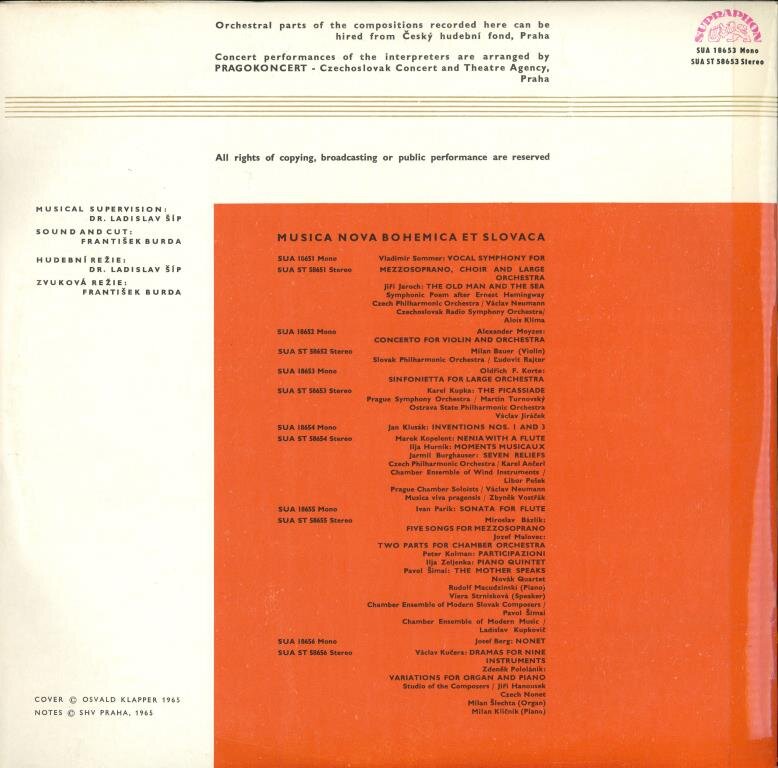 Orchestral parts of the compositions recorded here can be
hired from Český hudební fond, Praha
Concert performances of the interpreters are arranged by
PRAGOKONCERT - Czechoslovak Concert and Theatre Agency,
Praha
SUPRAPHON
SUA 18653 Mono
SUA ST 58653 Stereo
All rights of copying, broadcasting or public performance are reserved
MUSICAL SUPERVISION:
DR. LADISLAV ŠÍP
SOUND AND CUT:
FRANTIŠEK BURDA
HUDEBNÍ REŽIE:
DR. LADISLAV ŠÍP
ZVUKOVÁ REŽIE:
FRANTIŠEK BURDA
MUSICA NOVA BOHEMICA ET SLOVACA
SUA 10651 Mono Vladimir Sommer: VOCAL SYMPHONY FOR
SUA ST 58651 Stereo MEZZOSOPRANO, CHOIR AND LARGE
ORCHESTRA
Jiří Jaroch: THE OLD MAN AND THE SEA
Symphonic Poem after Ernest Hemingway
Czech Philharmonic Orchestra / Václav Neumann
Czechoslovak Radio Symphony Orchestra/
Alois Klíma
SUA 18652 Mono Alexander Moyzes:
CONCERTO FOR VIOLIN AND ORCHESTRA
SUA ST 58652 Stereo Milan Bauer (Violin)
Slovak Philharmonic Orchestra / Ľudovít Rajter
SUA 18653 Mono Oldřich F. Korte:
SINFONIETTA FOR LARGE ORCHESTRA
SUA ST 58653 Stereo Karel Kupka: THE PICASSIADE
Prague Symphony Orchestra / Martin Turnovský
Ostrava State Philharmonic Orchestra
Václav Jiráček
SUA 18654 Mono Jan Klusák: INVENTIONS NOS. 1 AND 3
SUA ST 58654 Stereo Marek Kopelent: NENIA WITH A FLUTE
Ilja Hurník: MOMENTS MUSICAUX
Jarmil Burghauser: SEVEN RELIEFS
Czech Philharmonic Orchestra / Karel Ančerl
Chamber Ensemble of Wind Instruments /
Libor Pešek
Prague Chamber Soloists / Václav Neumann
Musica viva pragensis / Zbyněk Vostřák
SUA 18655 Mono Ivan Parík: SONATA FOR FLUTE
SUA ST 58655 Stereo Miroslav Bázlik:
FIVE SONGS FOR MEZZOSOPRANO
Jozef Malovec:
TWO PARTS FOR CHAMBER ORCHESTRA
Peter Kolman: PARTICIPAZIONI
Ilja Zeljenka: PIANO QUINTET
Pavol Šimai: THE MOTHER SPEAKS
Novák Quartet
Rudolf Macudzinski (Piano)
Viera Strnisková (Speaker)
Chamber Ensemble of Modern Slovak Composers /
Pavol Šimai
Chamber Ensemble of Modern Music /
Ladislav Kupkovič
SUA 18656 Mono Josef Berg: NONET
SUA ST 58656 Stereo Václav Kučera: DRAMAS FOR NINE
INSTRUMENTS
Zdeněk Pololáník:
VARIATIONS FOR ORGAN AND PIANO
Studio of the Composers / Jiří Hanousek
Czech Nonet
Milan Šlechta (Organ)
Milan Kličník (Piano)
COVER © OSVALD KLAPPER 1965
NOTES © SHV PRAHA, 1965